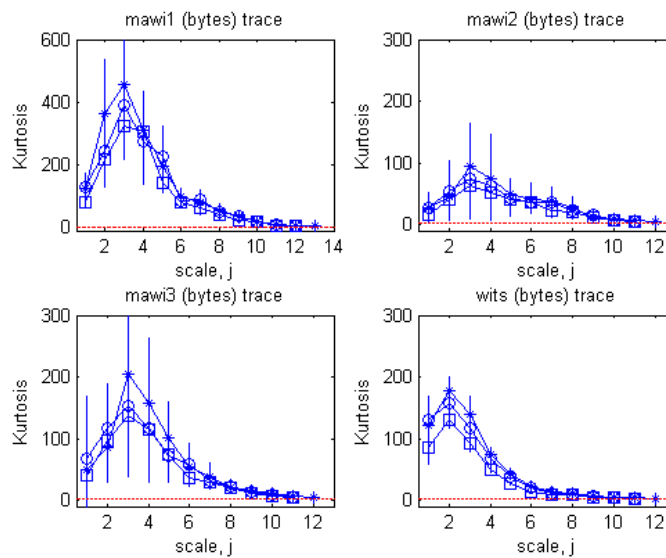 mawi1 (bytes) trace
600
400
200
0
Kurtosis
2 4 6 8 10 12 14
scale, j
mawi2 (bytes) trace
300
200
100
0
Kurtosis
2 4 6 8 10 12
scale, j
mawi3 (bytes) trace
300
200
100
0
Kurtosis
2 4 6 8 10 12
scale, j
wits (bytes) trace
300
200
100
0
Kurtosis
2 4 6 8 10 12
scale, j